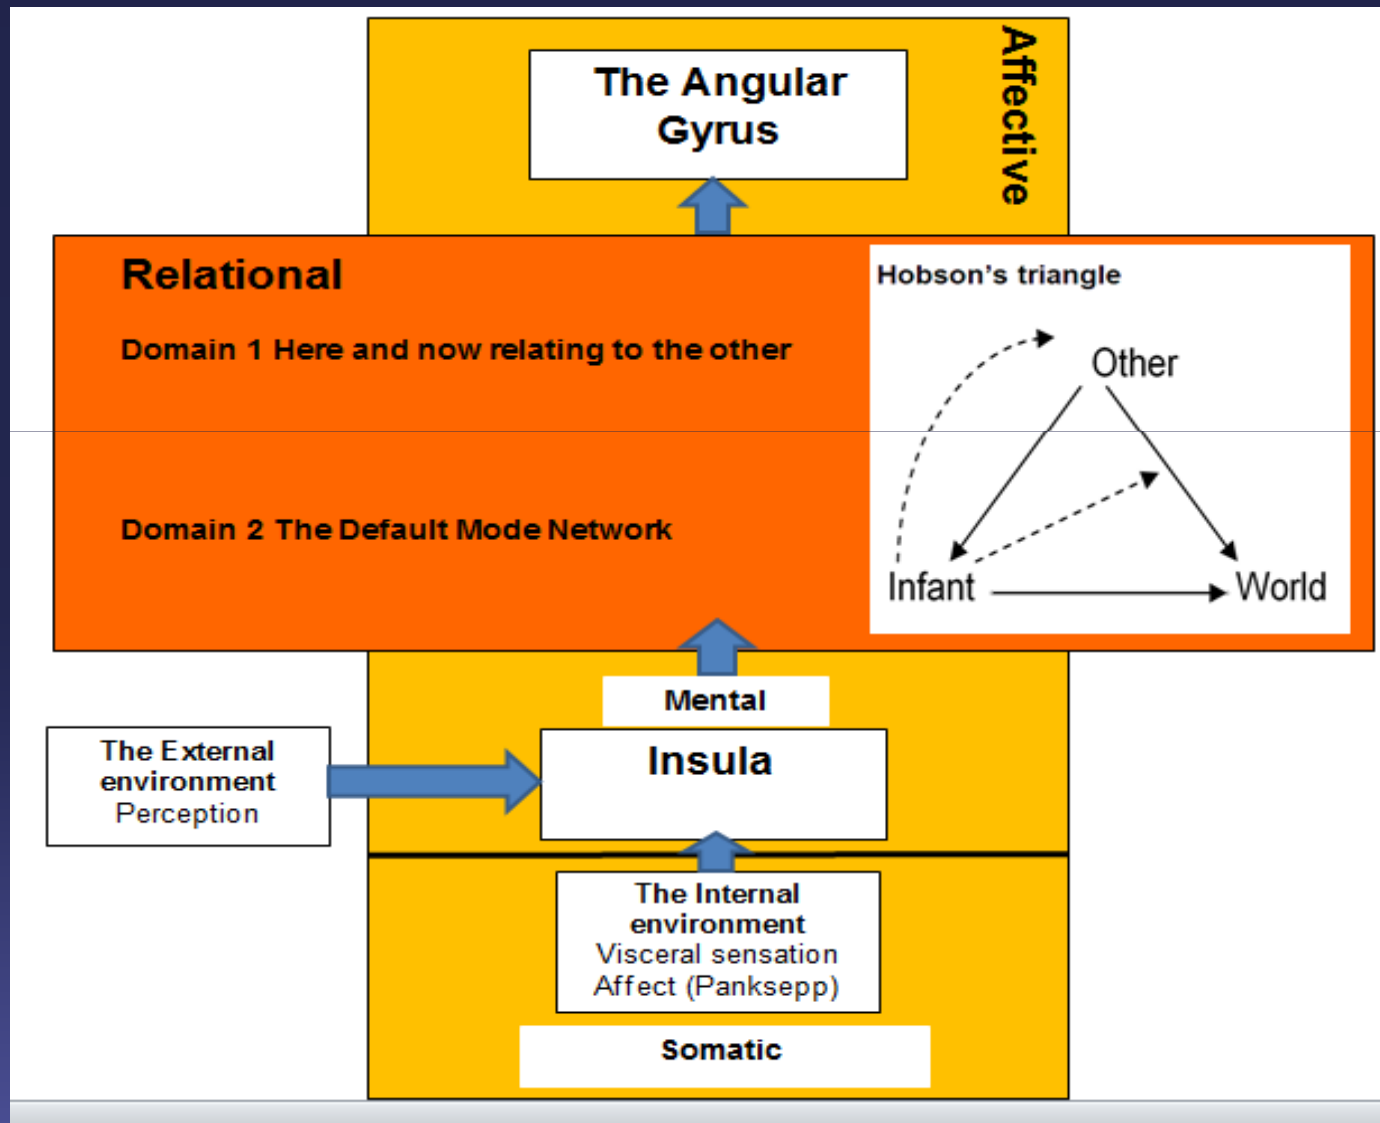 The Angular
Gyrus
Affective
Relational
Domain 1 Here and now relating to the other
Domain 2 The Default Mode Network
Hobson's triangle
Other
Infant
World
Mental
Insula
The External
environment
Perception
The Internal
environment
Visceral sensation
Affect (Panksepp)
Somatic